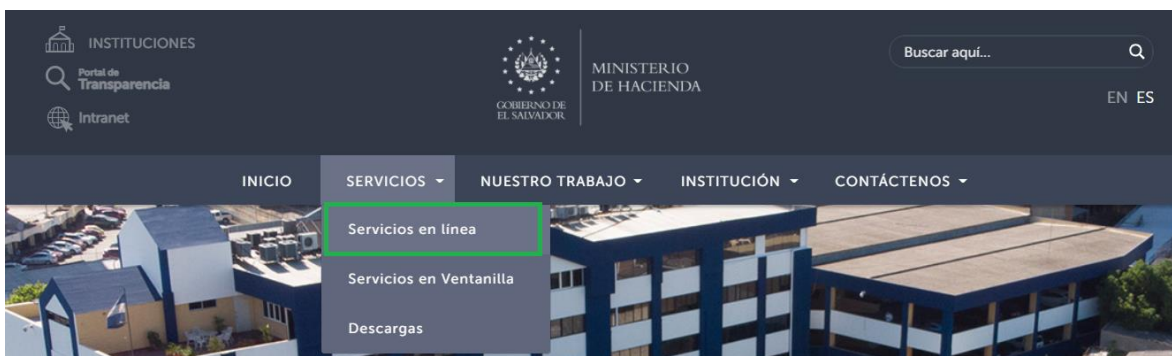 INSTITUCIONES
Portal de
Transparencia
Intranet
GOBIERNO DE
EL SALVADOR
MINISTERIO
DE HACIENDA
Buscar aquí...
EN ES
INICIO SERVICIOS NUESTRO TRABAJO INSTITUCIÓN CONTÁCTENOS
Servicios en línea
Servicios en Ventanilla
Descargas